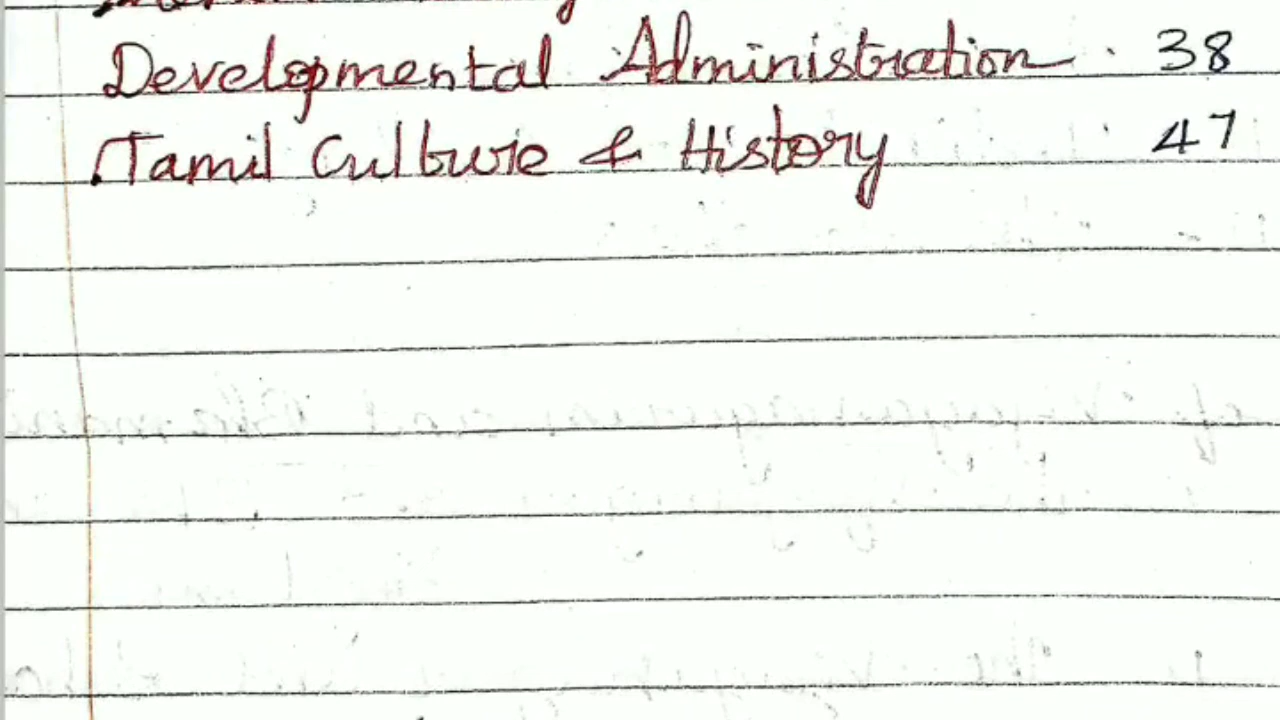 Developmental Administration . 38
Tamil Culture & History . 47